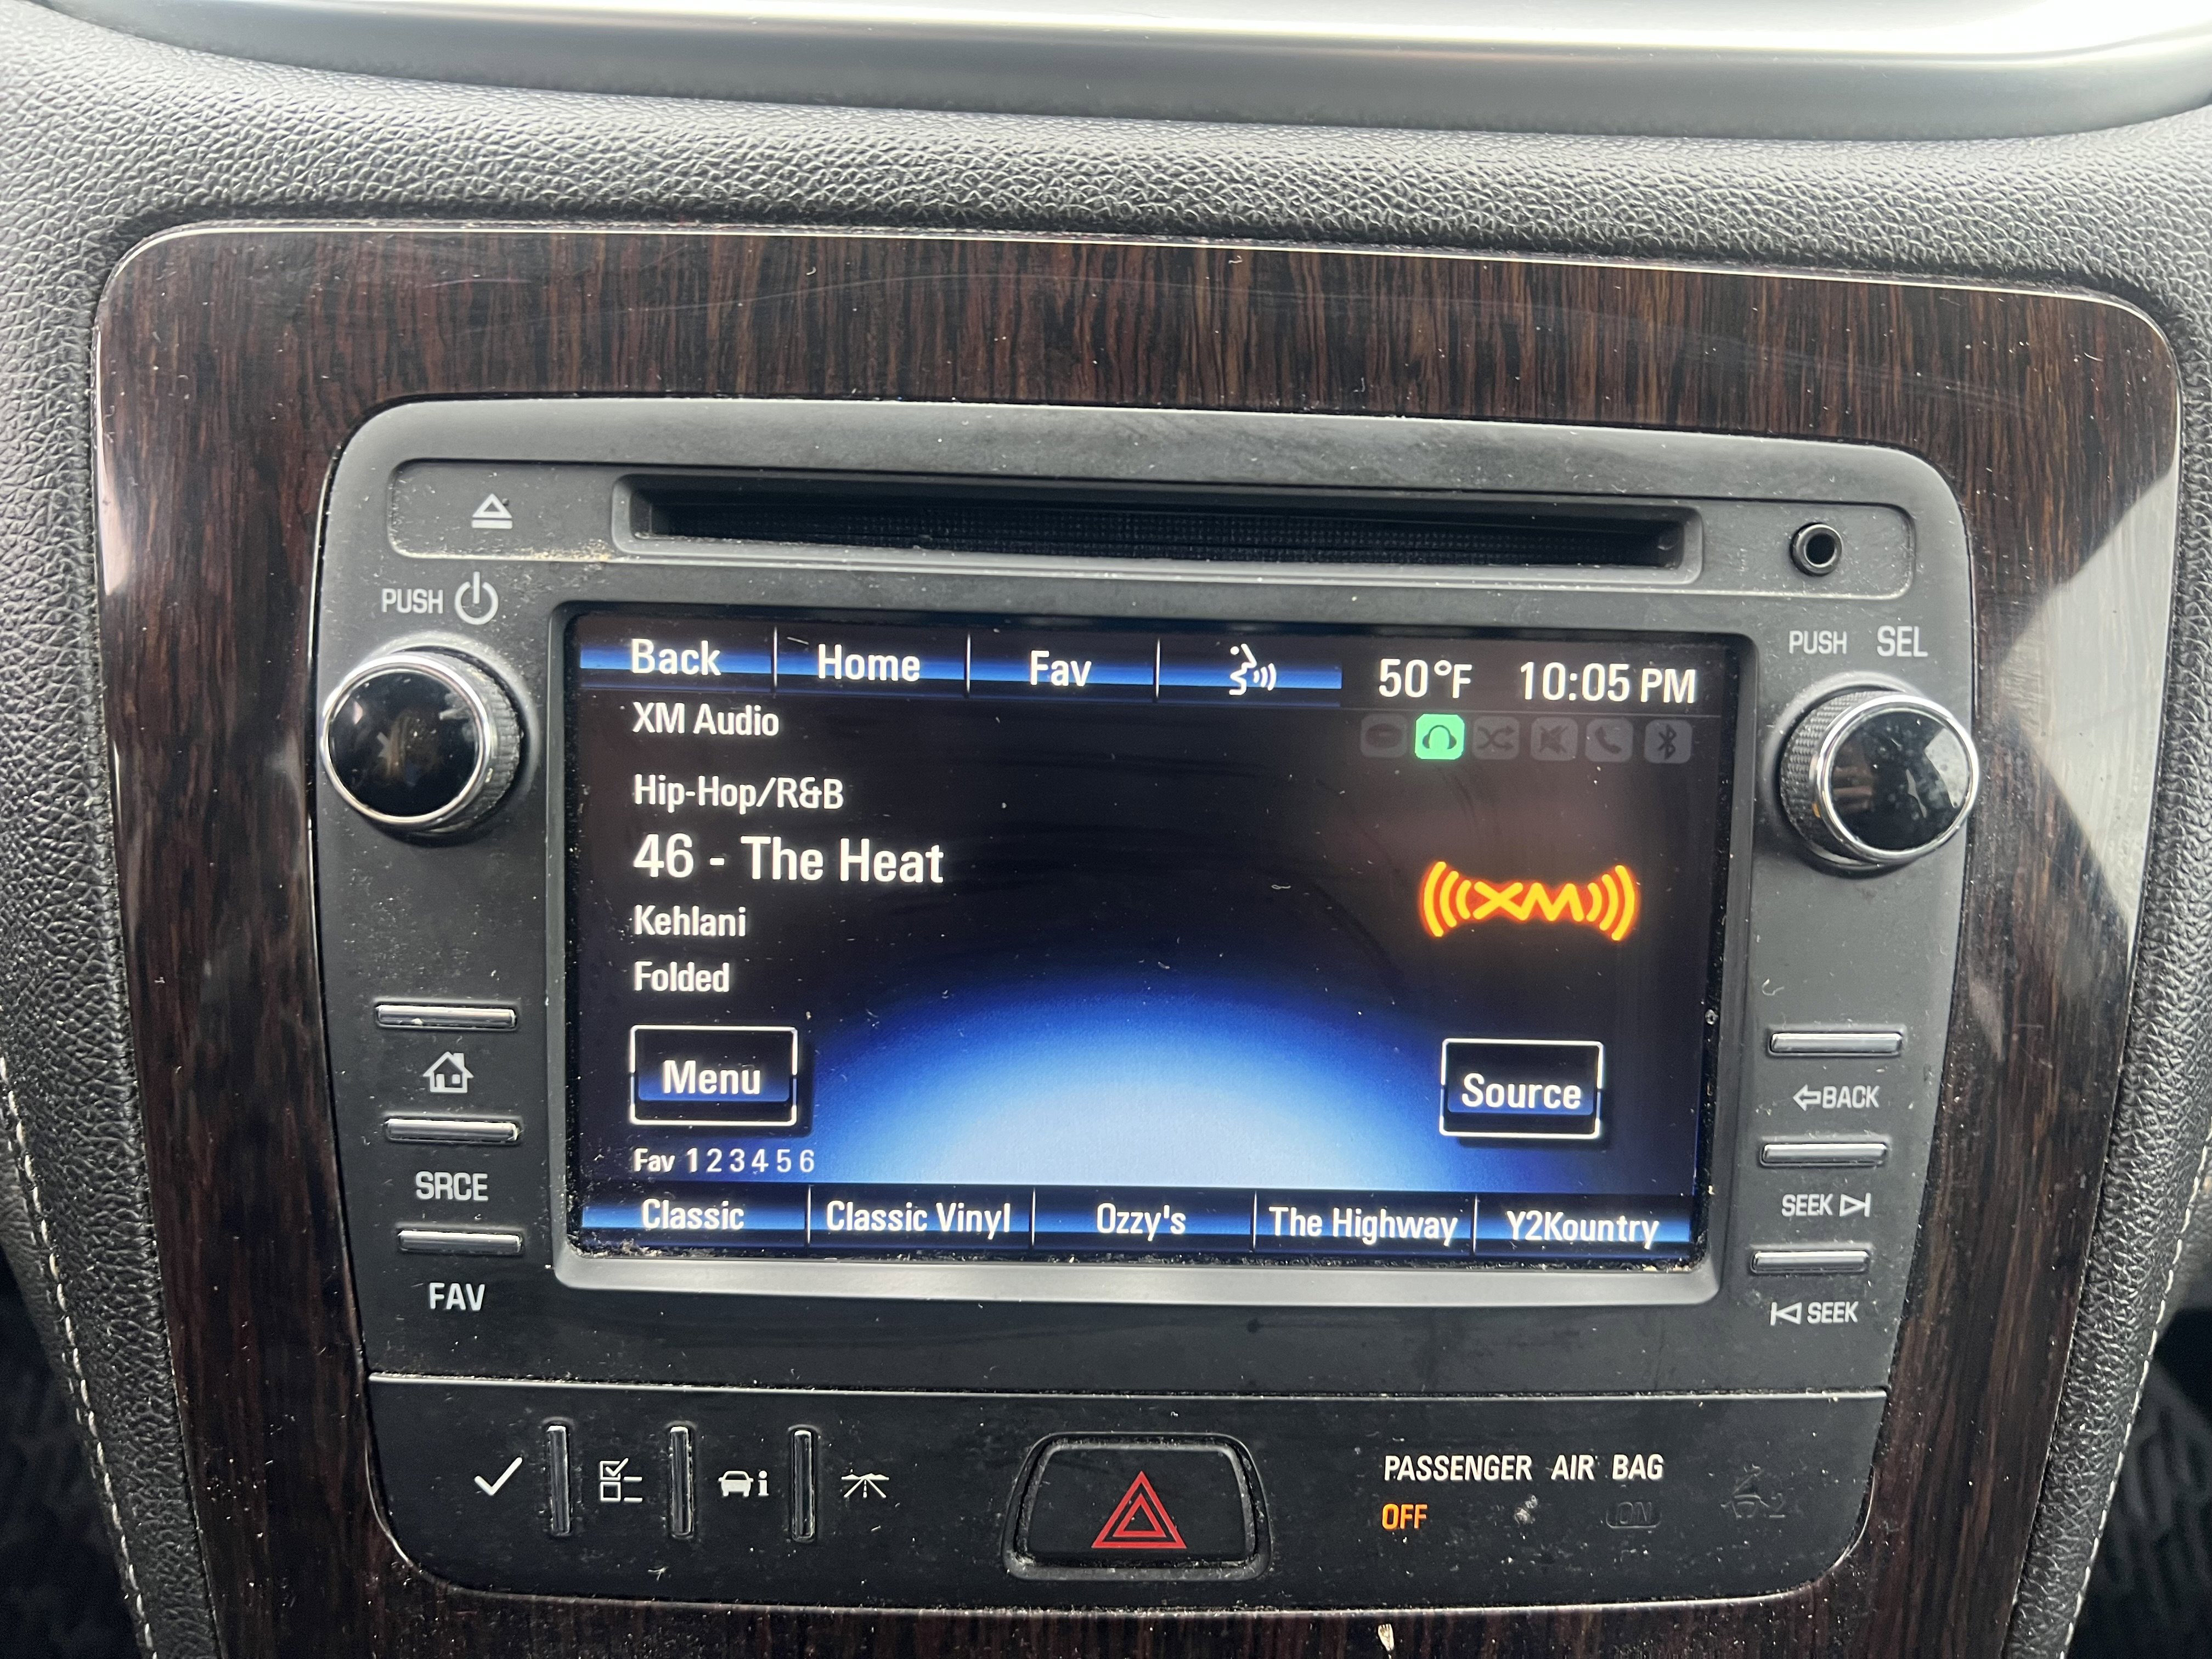 PUSH
PUSH SEL
Back Home Fav 50°F 10:05 PM
XM Audio
Hip-Hop/R&B
46 - The Heat
XM
Kehlani
Folded
Menu Source
Fav 1 2 3 4 5 6
Classic Classic Vinyl Ozzy's The Highway Y2Kountry
SRCE
FAV
BACK
SEEK
SEEK
PASSENGER AIR BAG
OFF ON 2